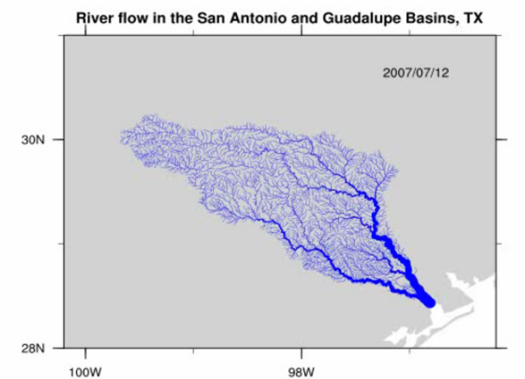 River flow in the San Antonio and Guadalupe Basins, TX
2007/07/12
30N
28N
100W
98W